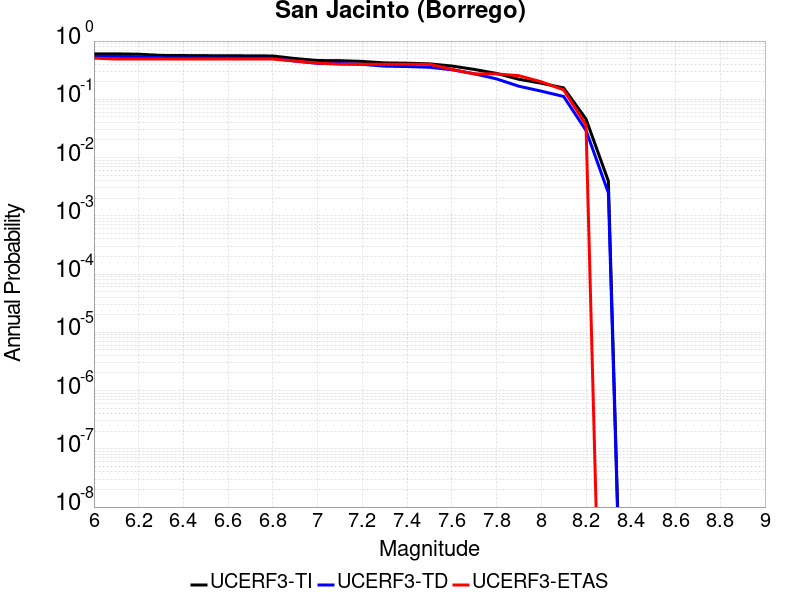 San Jacinto (Borrego)
10^0
10^-1
10^-2
10^-3
10^-4
10^-5
10^-6
10^-7
10^-8
Annual Probability
6 6.2 6.4 6.6 6.8 7 7.2 7.4 7.6 7.8 8 8.2 8.4 8.6 8.8 9
Magnitude
UCERF3-TI UCERF3-TD UCERF3-ETAS